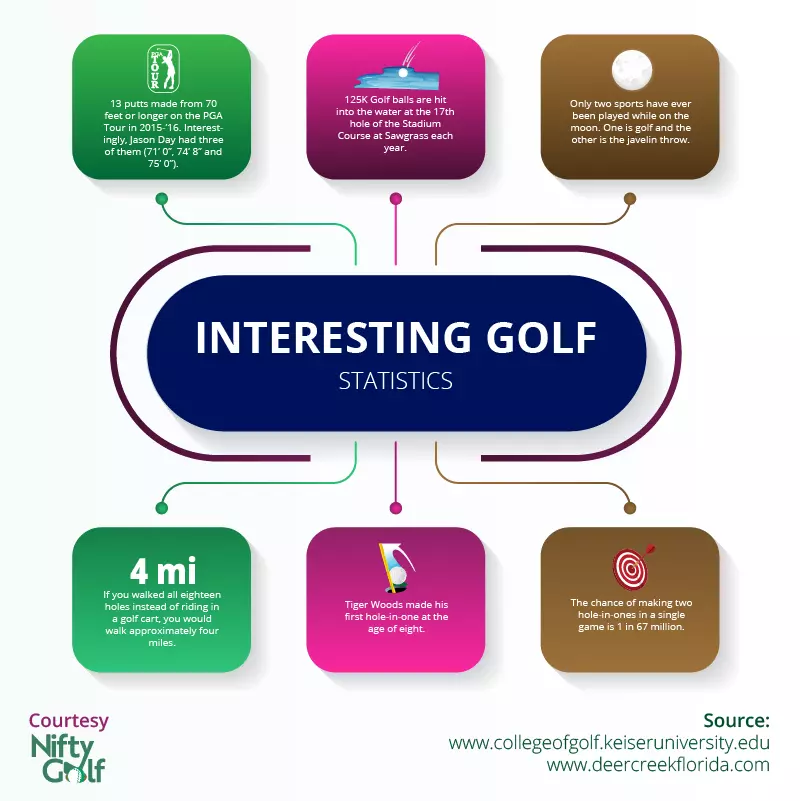 PGA
TOUR
13 putts made from 70
feet or longer on the PGA
Tour in 2015-’16. Interest-
ingly, Jason Day had three
of them (71’ 0”, 74’ 8” and
75’ 0”).
125K Golf balls are hit
into the water at the 17th
hole of the Stadium
Course at Sawgrass each
year.
Only two sports have ever
been played while on the
moon. One is golf and the
other is the javelin throw.
INTERESTING GOLF
STATISTICS
4 mi
If you walked all eighteen
holes instead of riding in
a golf cart, you would
walk approximately four
miles.
Tiger Woods made his
first hole-in-one at the
age of eight.
The chance of making two
hole-in-ones in a single
game is 1 in 67 million.
Courtesy
Nifty
Golf
Source:
www.collegeofgolf.keiseruniversity.edu
www.deercreekflorida.com